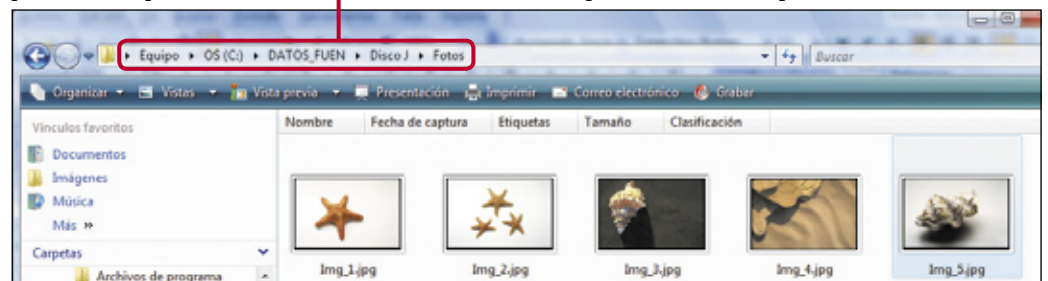 Equipo ▸ OS (C:) ▸ DATOS_FUEN ▸ Disco J ▸ Fotos
Buscar
Organizar Vistas Vista previa Presentación Imprimir Correo electrónico Grabar
Vínculos favoritos
Nombre Fecha de captura Etiquetas Tamaño Clasificación
Documentos
Imágenes
Música
Más »
Carpetas
Archivos de programa
Img_1.jpg Img_2.jpg Img_3.jpg Img_4.jpg Img_5.jpg